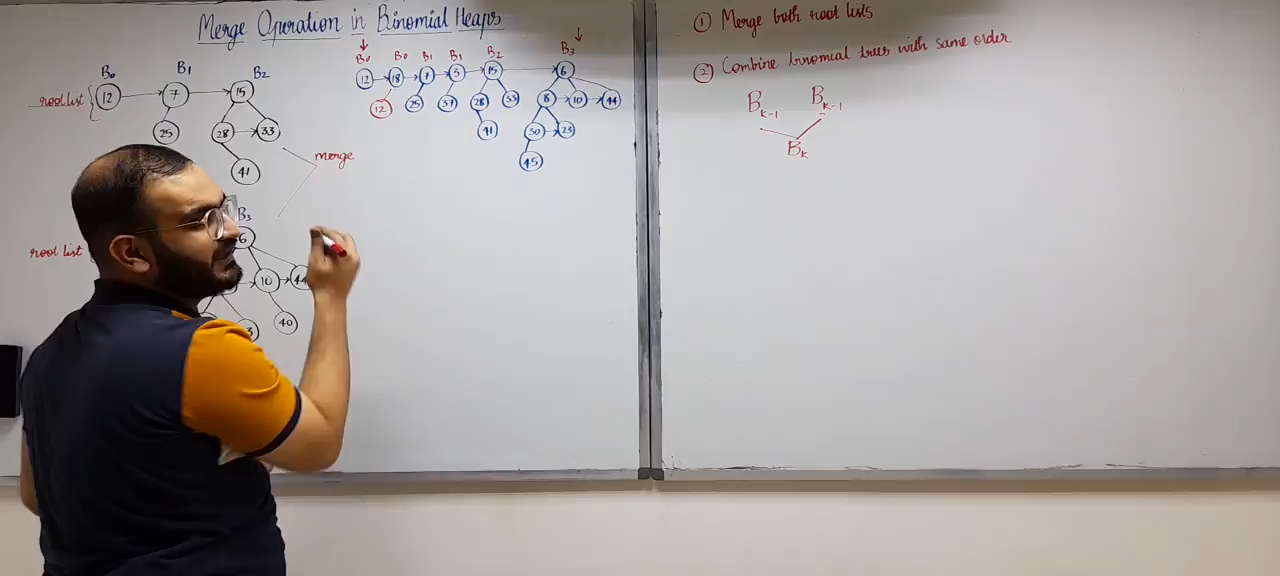 Merge Operation in Binomial Heaps
B₀ B₁ B₂
root list 12 7 15
25 28 33
41
merge
B₃
root list 6
10 44
40
B₀ B₀ B₁ B₁ B₂ B₃
12 18 7 3 15 6
12 25 37 28 33 8 10 44
41 30 23
45
① Merge both root lists
② Combine binomial trees with same order
Bₖ₋₁ Bₖ₋₁
Bₖ